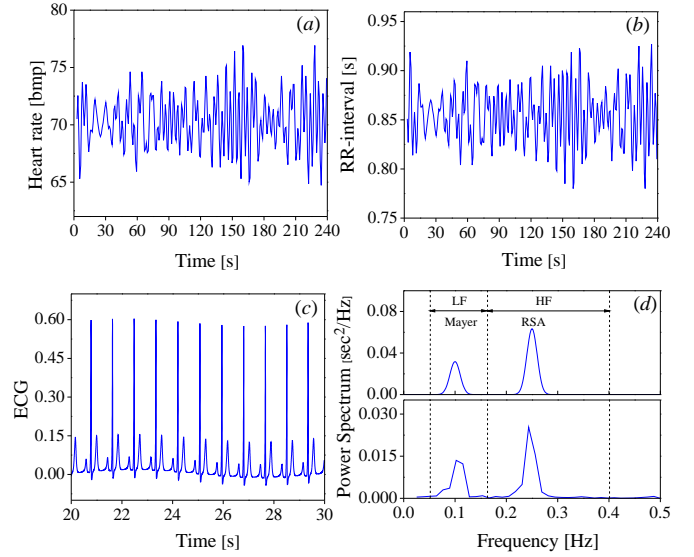 (a)
Heart rate [bmp]
80
75
70
65
0 30 60 90 120 150 180 210 240
Time [s]
(b)
RR-interval [s]
0.95
0.90
0.85
0.80
0.75
0 30 60 90 120 150 180 210 240
Time [s]
(c)
ECG
0.60
0.45
0.30
0.15
0.00
20 22 24 26 28 30
Time [s]
(d)
LF HF
Mayer RSA
Power Spectrum [sec²/Hz]
0.08
0.04
0.00
0.030
0.015
0.000
0.0 0.1 0.2 0.3 0.4 0.5
Frequency [Hz]